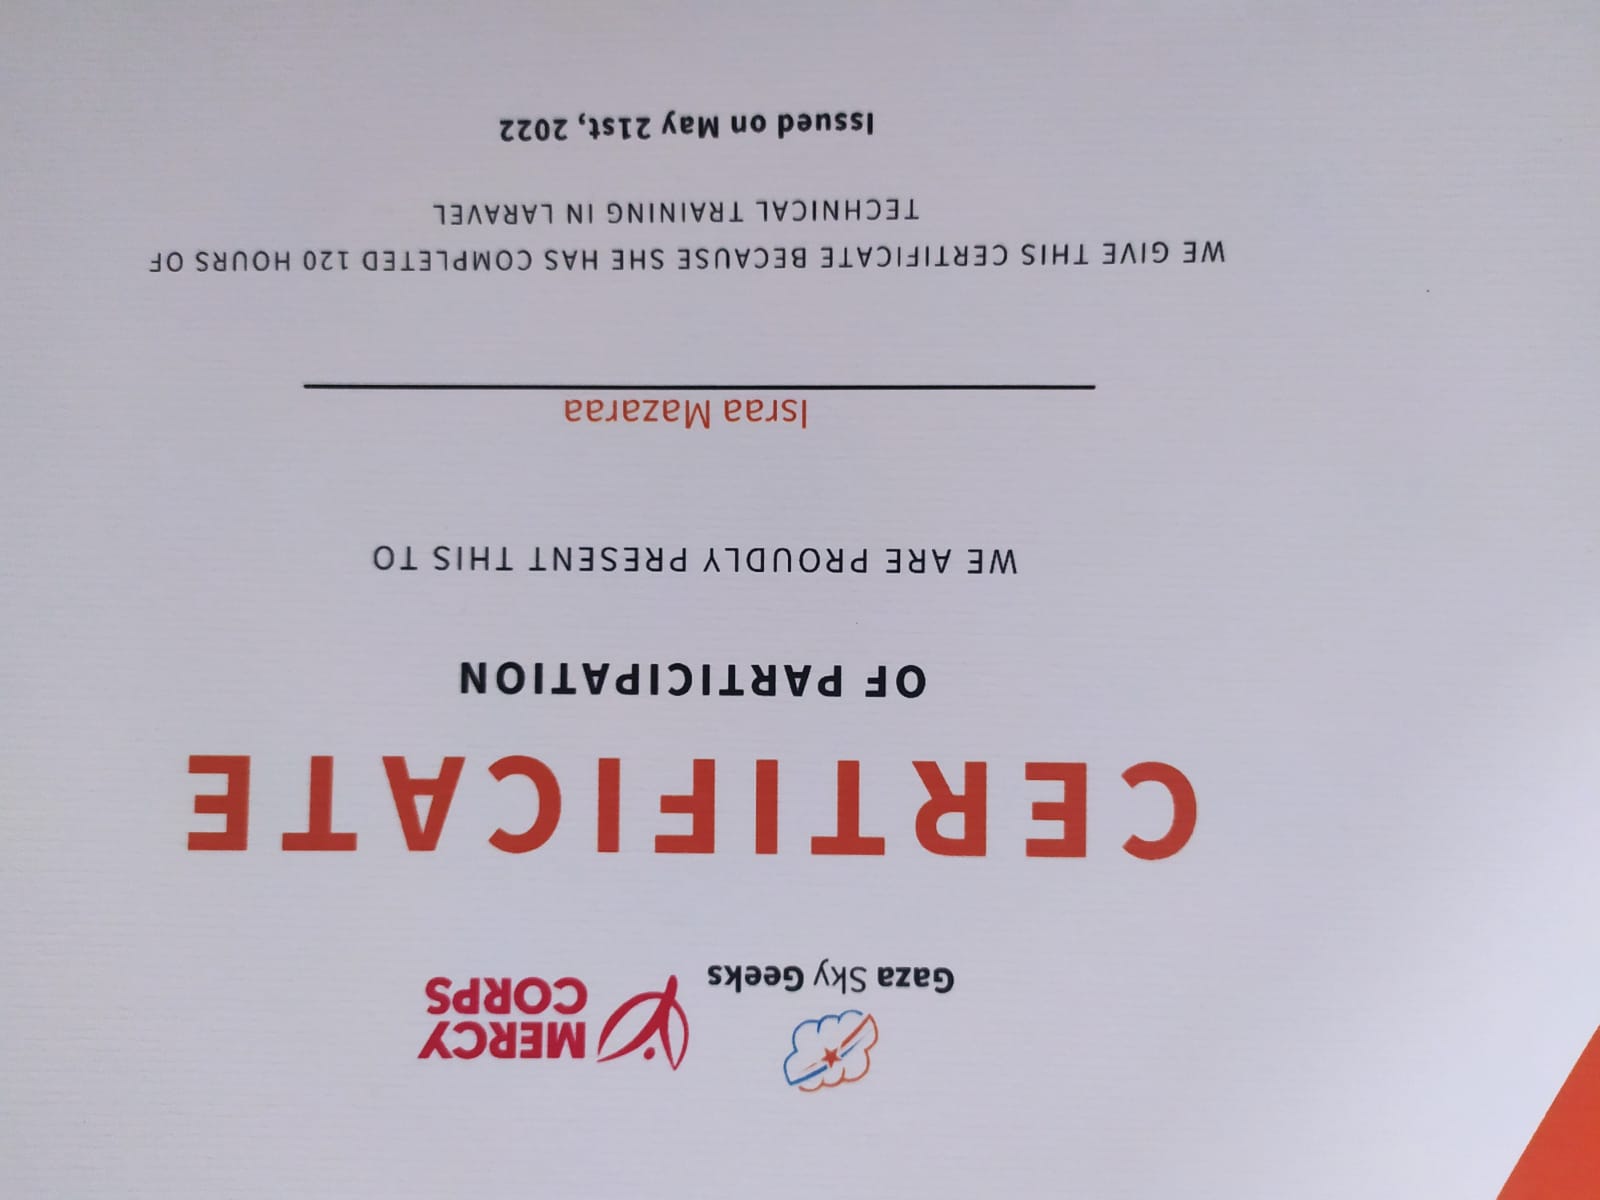 Gaza Sky Geeks
MERCY
CORPS
CERTIFICATE
OF PARTICIPATION
WE ARE PROUDLY PRESENT THIS TO
Israa Mazaraa
WE GIVE THIS CERTIFICATE BECAUSE SHE HAS COMPLETED 120 HOURS OF
TECHNICAL TRAINING IN LARAVEL
Issued on May 21st, 2022